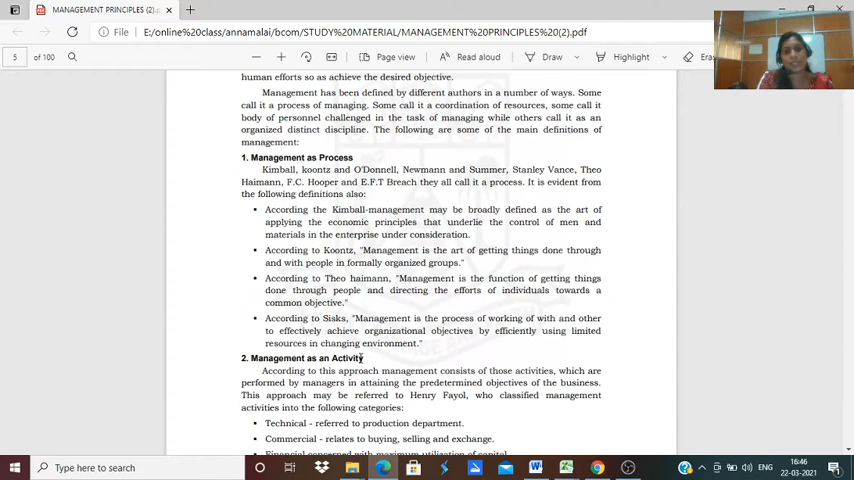 MANAGEMENT PRINCIPLES (2).pdf
File E:/online%20class/annamalai/bcom/STUDY%20MATERIAL/MANAGEMENT%20PRINCIPLES%20(2).pdf
5 of 100 Page view Read aloud Draw Highlight Eras
human efforts so as achieve the desired objective.
Management has been defined by different authors in a number of ways. Some
call it a process of managing. Some call it a coordination of resources, some call it
body of personnel challenged in the task of managing while others call it as an
organized distinct discipline. The following are some of the main definitions of
management:
1. Management as Process
Kimball, koontz and O'Donnell, Newmann and Summer, Stanley Vance, Theo
Haimann, F.C. Hooper and E.F.T Breach they all call it a process. It is evident from
the following definitions also:
▪ According the Kimball-management may be broadly defined as the art of
applying the economic principles that underlie the control of men and
materials in the enterprise under consideration.
▪ According to Koontz, "Management is the art of getting things done through
and with people in formally organized groups."
▪ According to Theo haimann, "Management is the function of getting things
done through people and directing the efforts of individuals towards a
common objective."
▪ According to Sisks, "Management is the process of working of with and other
to effectively achieve organizational objectives by efficiently using limited
resources in changing environment."
2. Management as an Activity
According to this approach management consists of those activities, which are
performed by managers in attaining the predetermined objectives of the business.
This approach may be referred to Henry Fayol, who classified management
activities into the following categories:
▪ Technical - referred to production department.
▪ Commercial - relates to buying, selling and exchange.
Financial concerned with maximum utilization of capital
Type here to search
ENG
16:46
22-03-2021